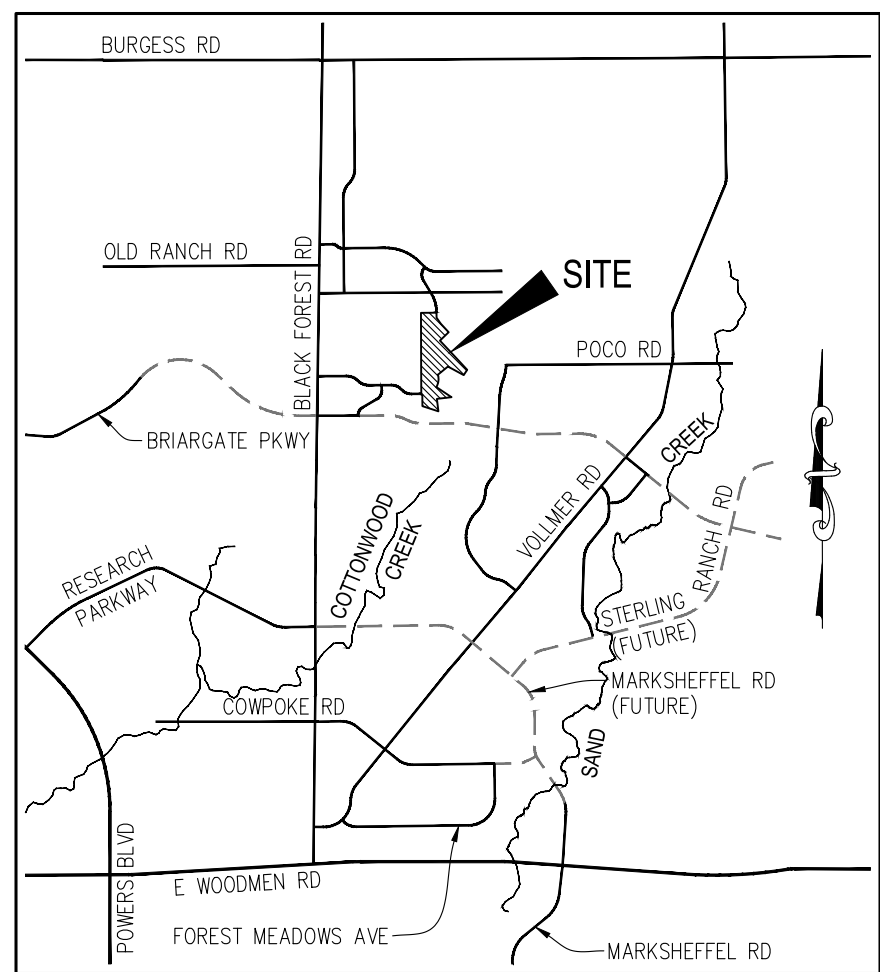 BURGESS RD
OLD RANCH RD
BLACK FOREST RD
SITE
POCO RD
BRIARGATE PKWY
VOLLMER RD
CREEK
COTTONWOOD
CREEK
RESEARCH
PARKWAY
STERLING RANCH RD
(FUTURE)
MARKSHEFFEL RD
(FUTURE)
COWPOKE RD
SAND
POWERS BLVD
E WOODMEN RD
FOREST MEADOWS AVE
MARKSHEFFEL RD